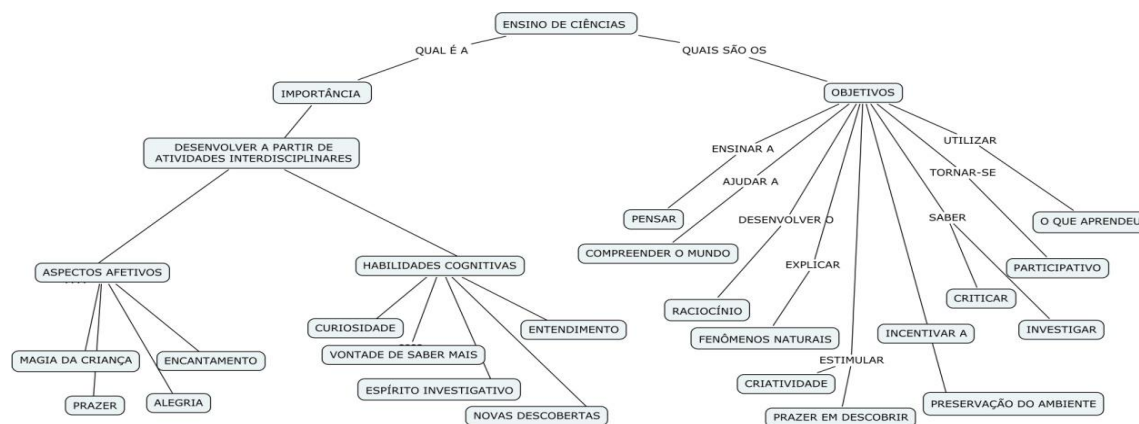 ENSINO DE CIÊNCIAS
QUAL É A
QUAIS SÃO OS
IMPORTÂNCIA
OBJETIVOS
DESENVOLVER A PARTIR DE
ATIVIDADES INTERDISCIPLINARES
ENSINAR A
UTILIZAR
AJUDAR A
TORNAR-SE
PENSAR
DESENVOLVER O
SABER
O QUE APRENDEU
COMPREENDER O MUNDO
ASPECTOS AFETIVOS
HABILIDADES COGNITIVAS
EXPLICAR
PARTICIPATIVO
CRITICAR
RACIOCÍNIO
CURIOSIDADE
ENTENDIMENTO
FENÔMENOS NATURAIS
INCENTIVAR A
INVESTIGAR
MAGIA DA CRIANÇA
ENCANTAMENTO
VONTADE DE SABER MAIS
ESTIMULAR
ESPÍRITO INVESTIGATIVO
CRIATIVIDADE
PRAZER
ALEGRIA
NOVAS DESCOBERTAS
PRAZER EM DESCOBRIR
PRESERVAÇÃO DO AMBIENTE